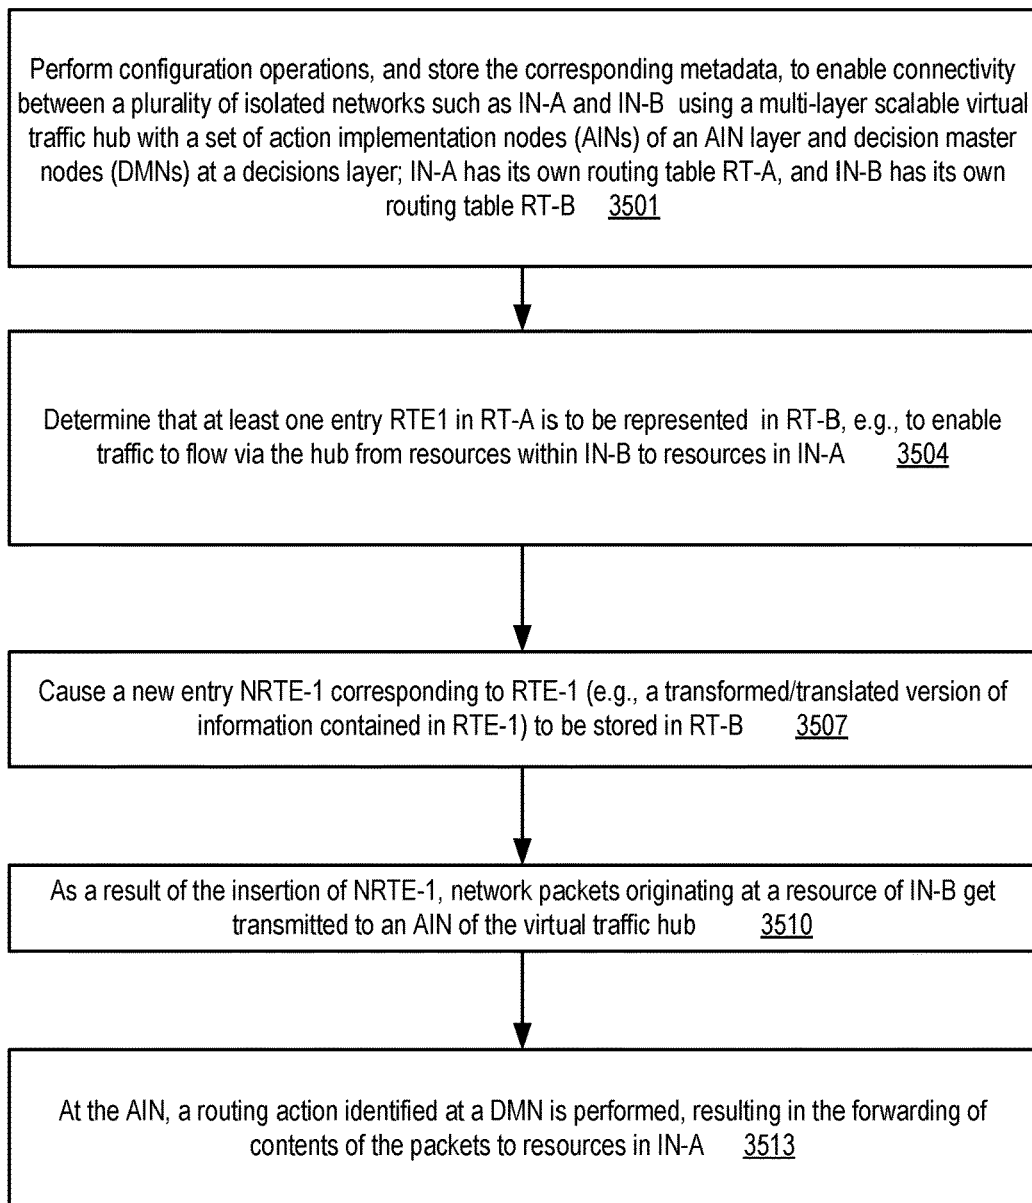 Perform configuration operations, and store the corresponding metadata, to enable connectivity
between a plurality of isolated networks such as IN-A and IN-B using a multi-layer scalable virtual
traffic hub with a set of action implementation nodes (AINs) of an AIN layer and decision master
nodes (DMNs) at a decisions layer; IN-A has its own routing table RT-A, and IN-B has its own
routing table RT-B 3501
Determine that at least one entry RTE1 in RT-A is to be represented in RT-B, e.g., to enable
traffic to flow via the hub from resources within IN-B to resources in IN-A 3504
Cause a new entry NRTE-1 corresponding to RTE-1 (e.g., a transformed/translated version of
information contained in RTE-1) to be stored in RT-B 3507
As a result of the insertion of NRTE-1, network packets originating at a resource of IN-B get
transmitted to an AIN of the virtual traffic hub 3510
At the AIN, a routing action identified at a DMN is performed, resulting in the forwarding of
contents of the packets to resources in IN-A 3513